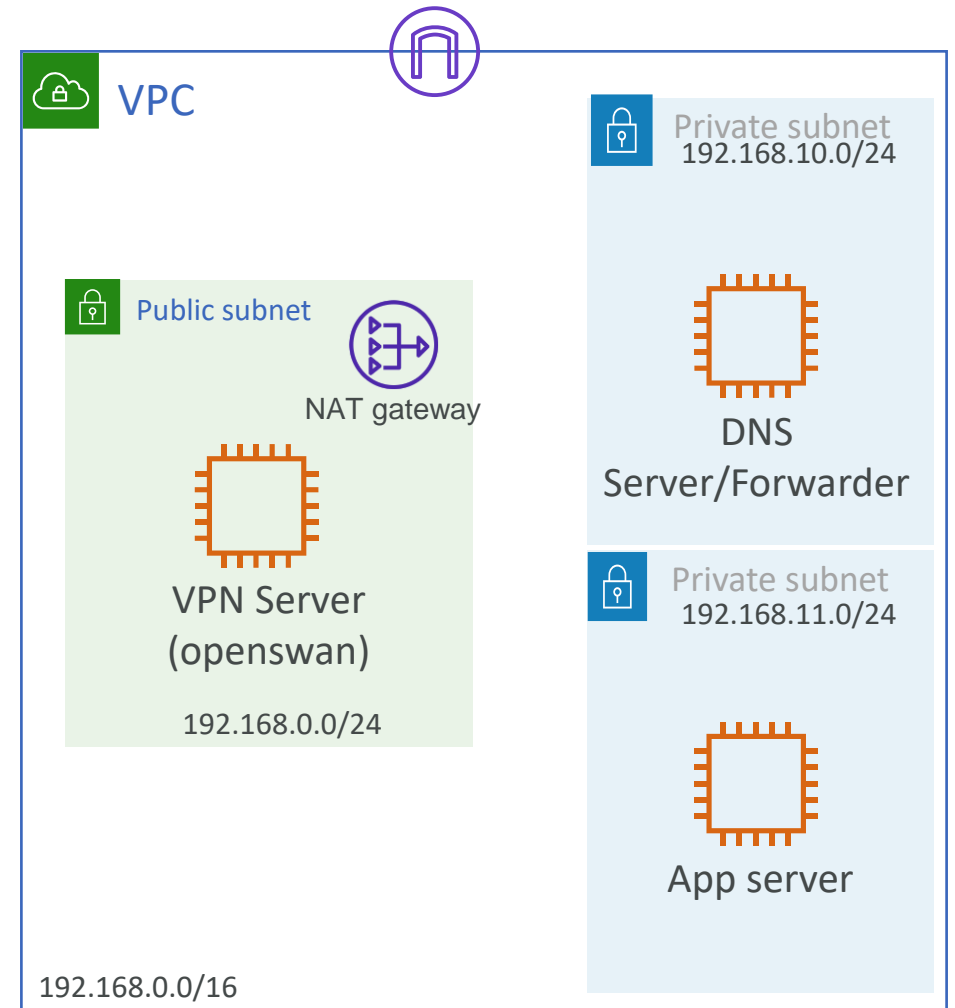 VPC
Private subnet
192.168.10.0/24
Public subnet
NAT gateway
DNS
Server/Forwarder
VPN Server
(openswan)
192.168.0.0/24
Private subnet
192.168.11.0/24
App server
192.168.0.0/16